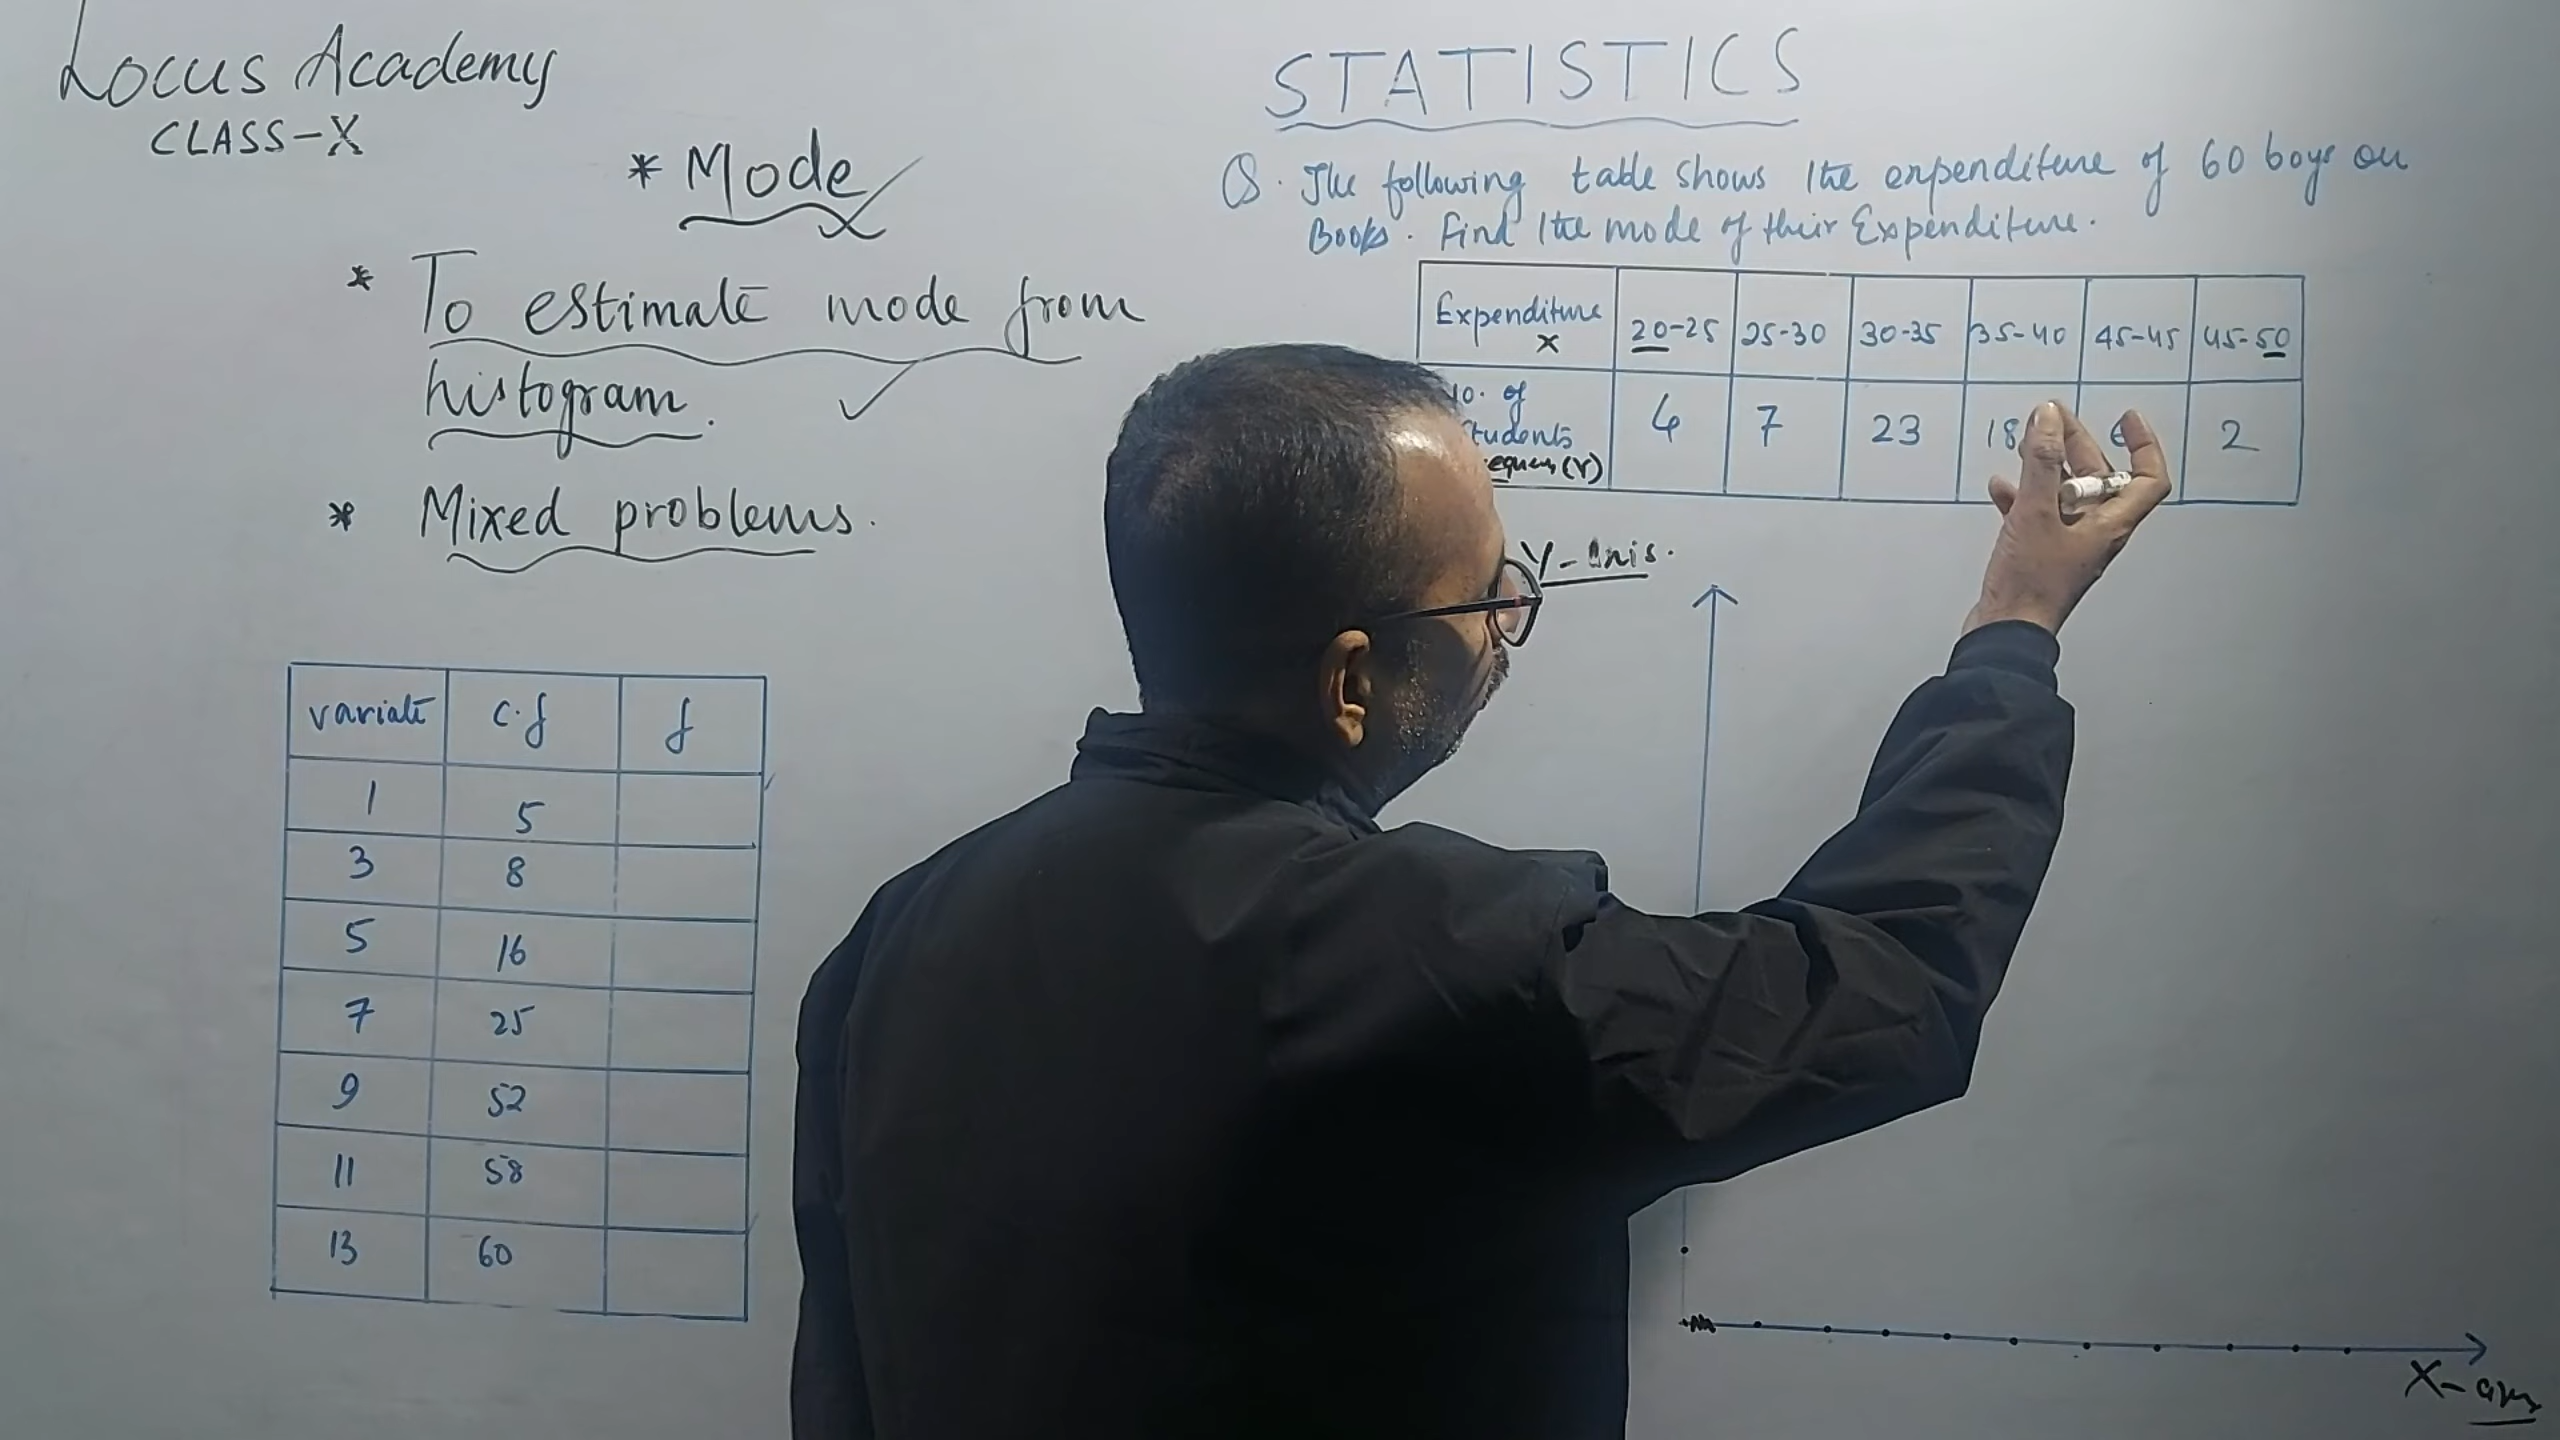 Locus Academy
CLASS-X
* Mode
* To estimate mode from
histogram.
* Mixed problems.
variate c.f f
1 5
3 8
5 16
7 25
9 52
11 58
13 60
STATISTICS
Q. The following table shows the expenditure of 60 boys on
Books. Find the mode of their Expenditure.
Expenditure x 20-25 25-30 30-35 35-40 45-45 45-50
of students (Y) 7 23 18 2
Y-
X-